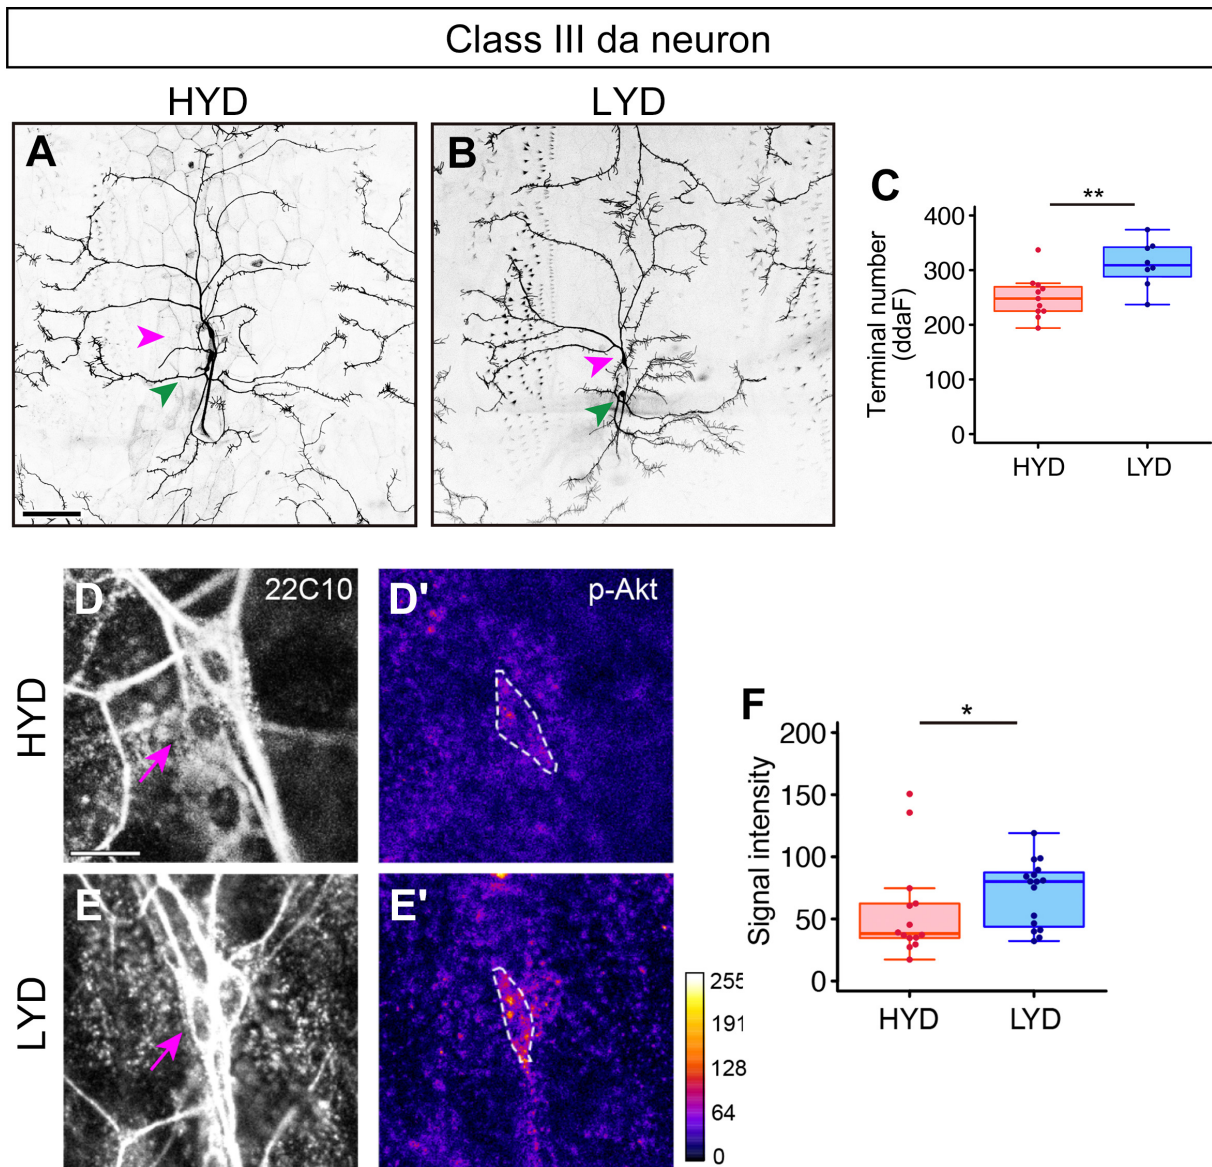 Class III da neuron
HYD
LYD
A
B
C
**
Terminal number
(ddaF)
400
300
200
100
0
HYD
LYD
HYD
D
22C10
D'
p-Akt
LYD
E
E'
255
191
128
64
0
F
*
Signal intensity
200
150
100
50
0
HYD
LYD